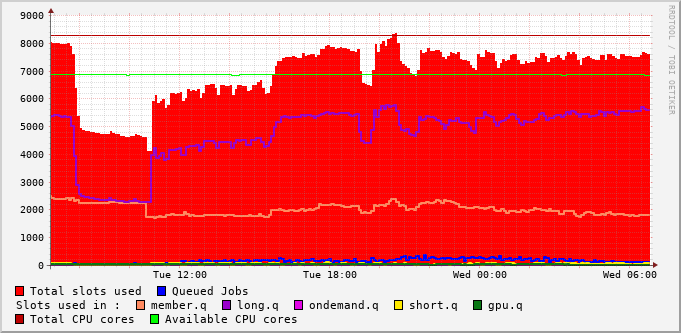 9000
8000
7000
6000
5000
4000
3000
2000
1000
0
Tue 12:00 Tue 18:00 Wed 00:00 Wed 06:00
Total slots used Queued Jobs
Slots used in : member.q long.q ondemand.q short.q gpu.q
Total CPU cores Available CPU cores
RRDTOOL / TOBI OETIKER